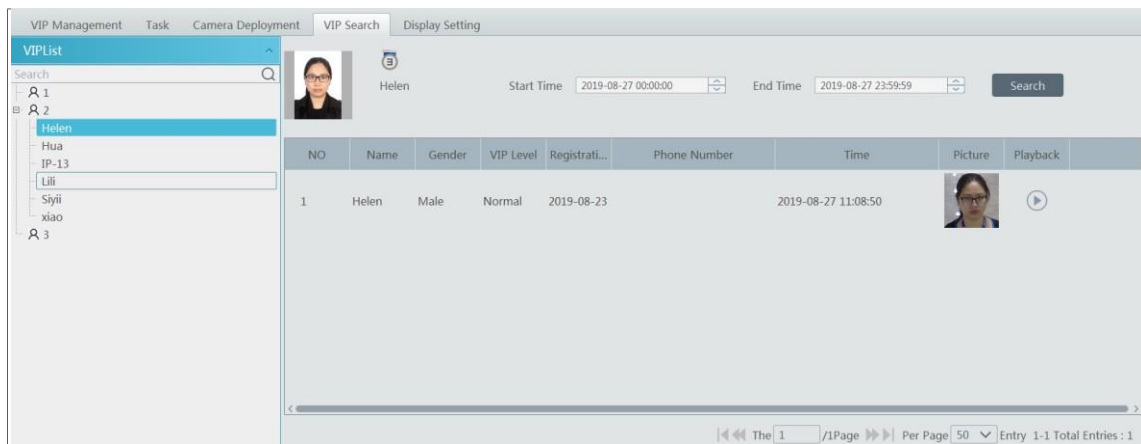 VIP Management Task Camera Deployment VIP Search Display Setting
VIPList
Search
1
2
Helen
Hua
IP-13
Lili
Siyii
xiao
3
3
Helen
Start Time 2019-08-27 00:00:00 End Time 2019-08-27 23:59:59 Search
NO Name Gender VIP Level Registrati... Phone Number Time Picture Playback
1 Helen Male Normal 2019-08-23 2019-08-27 11:08:50
The 1 /1Page Per Page 50 Entry 1-1 Total Entries : 1